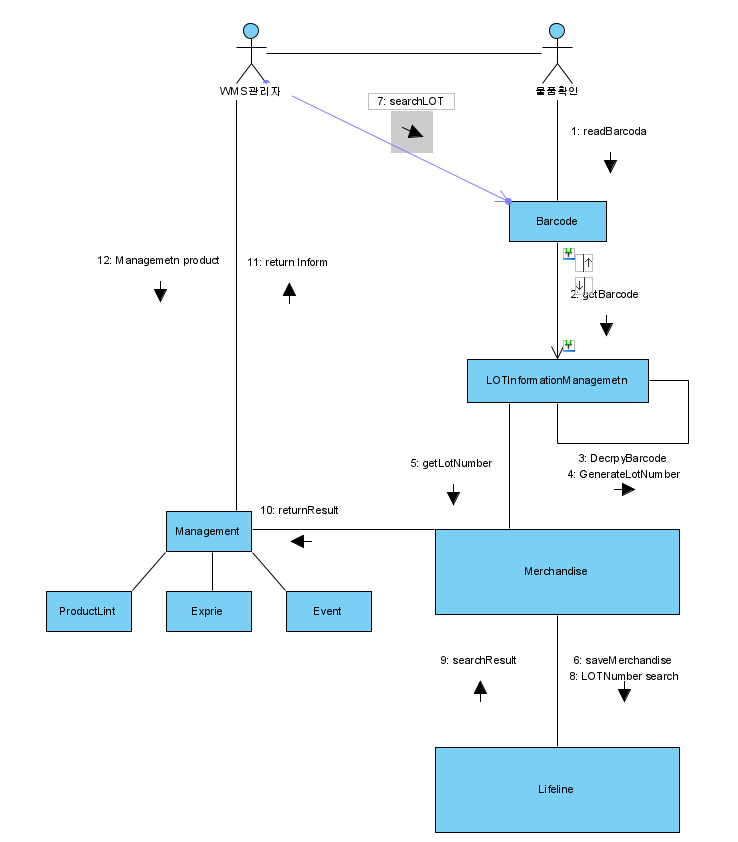 WMS관리자
물품확인
7: searchLOT
1: readBarcoda
Barcode
12: Managemetn product
11: return Inform
2: getBarcode
LOTInformationManagemetn
3: DecrpyBarcode
4: GenerateLotNumber
5: getLotNumber
10: returnResult
Management
Merchandise
ProductLint
Exprie
Event
9: searchResult
6: saveMerchandise
8: LOTNumber search
Lifeline